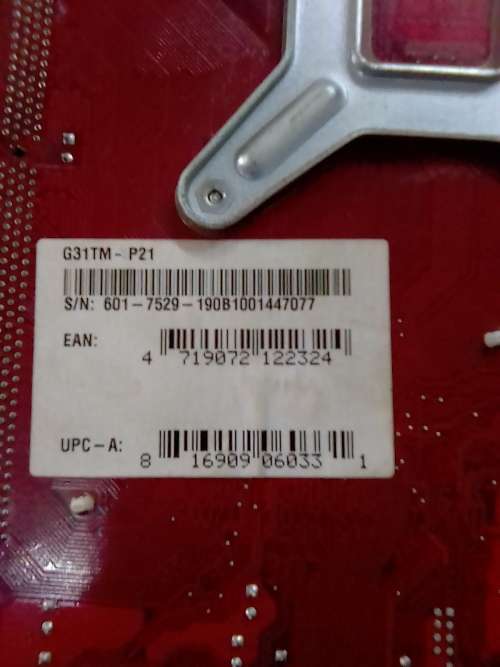 G31TM- P21
S/N: 601-7529-190B1001447077
EAN:
4 719072 122324
UPC-A:
8 16909 06033 1